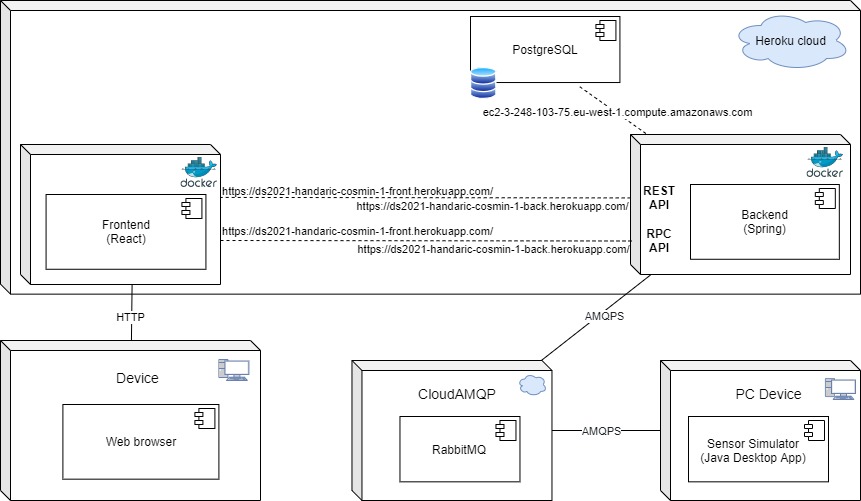 PostgreSQL
Heroku cloud
ec2-3-248-103-75.eu-west-1.compute.amazonaws.com
docker
docker
Frontend
(React)
https://ds2021-handaric-cosmin-1-front.herokuapp.com/
https://ds2021-handaric-cosmin-1-back.herokuapp.com/
https://ds2021-handaric-cosmin-1-front.herokuapp.com/
https://ds2021-handaric-cosmin-1-back.herokuapp.com/
REST
API
RPC
API
Backend
(Spring)
HTTP
AMQPS
Device
Web browser
CloudAMQP
RabbitMQ
AMQPS
PC Device
Sensor Simulator
(Java Desktop App)